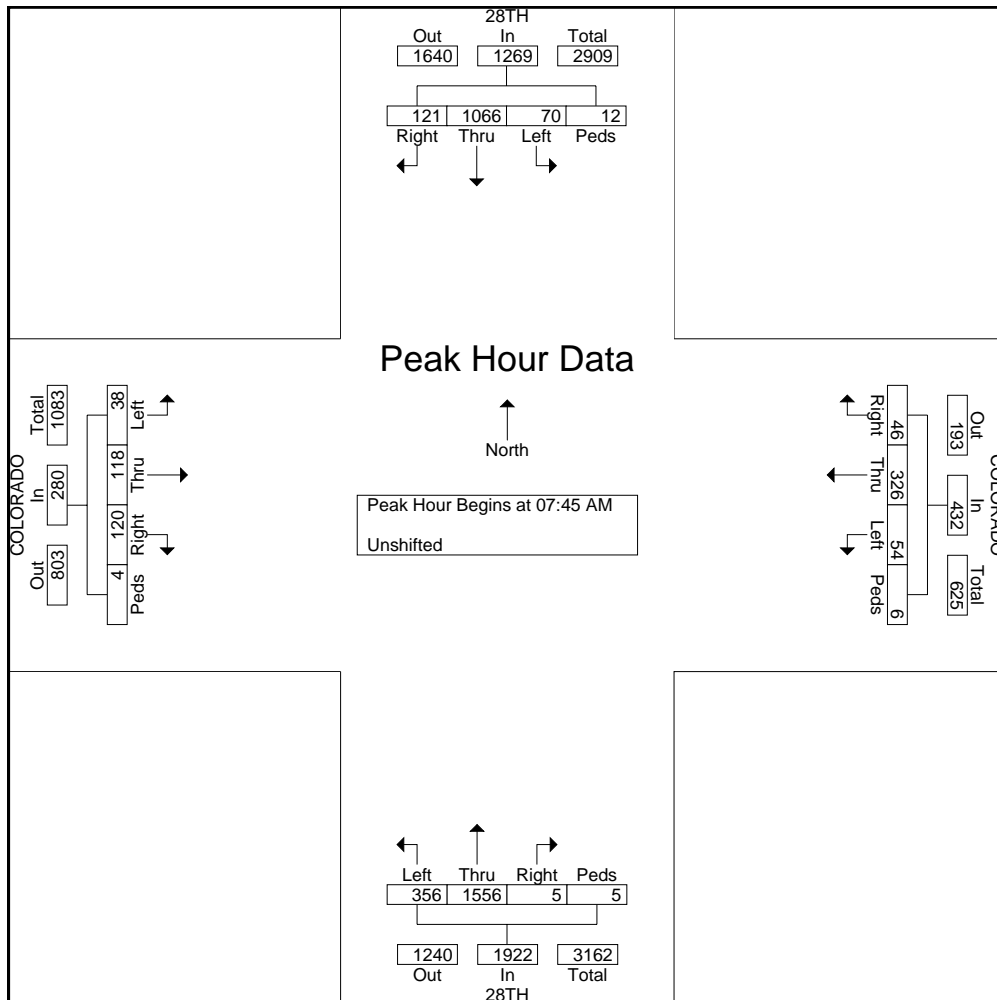 28TH
Out In Total
1640 1269 2909
121 1066 70 12
Right Thru Left Peds
Peak Hour Data
North
Peak Hour Begins at 07:45 AM
Unshifted
COLORADO
Total In Out
1083 280 803
38 118 120 4
Left Thru Right Peds
Right Thru Left Peds
46 326 54 6
Out In Total
193 432 625
COLORADO
Left Thru Right Peds
356 1556 5 5
1240 1922 3162
Out In Total
28TH